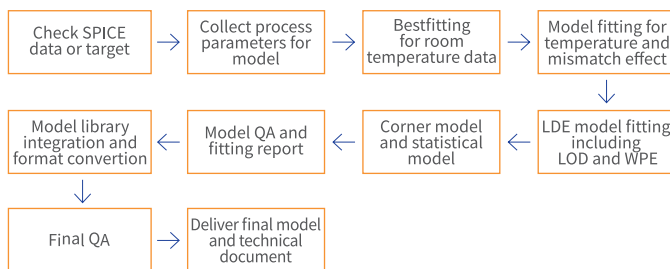 Check SPICE
data or target
Collect process
parameters for
model
Bestfitting
for room
temperature data
Model fitting for
temperature and
mismatch effect
LDE model fitting
including
LOD and WPE
Corner model
and statistical
model
Model QA and
fitting report
Model library
integration and
format convertion
Final QA
Deliver final model
and technical
document